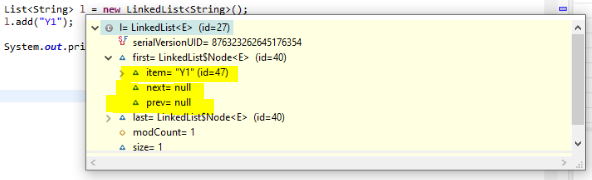 List<String> l = new LinkedList<String>();
l.add("Y1");
System.out.pri
l= LinkedList<E> (id=27)
serialVersionUID= 876323262645176354
first= LinkedList$Node<E> (id=40)
item= "Y1" (id=47)
next= null
prev= null
last= LinkedList$Node<E> (id=40)
modCount= 1
size= 1